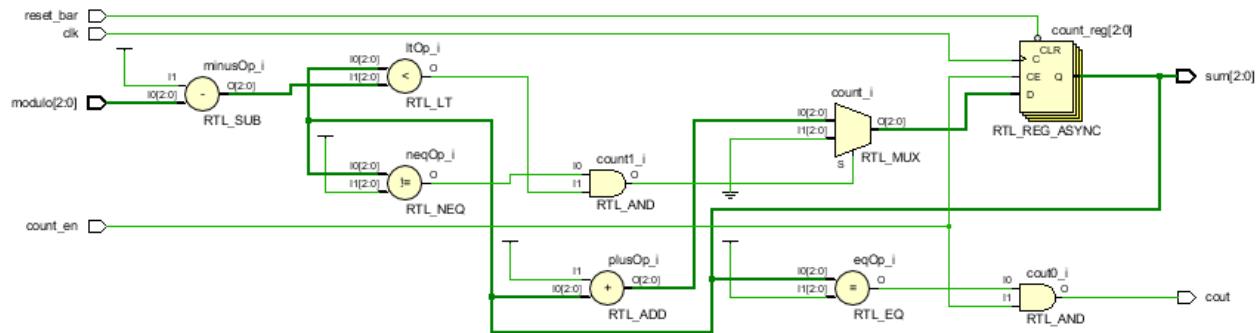 reset_bar
clk
modulo[2:0]
count_en
minusOp_i
I1
I0[2:0]
O[2:0]
-
RTL_SUB
ltOp_i
I0[2:0]
I1[2:0]
O
<
RTL_LT
neqOp_i
I0[2:0]
I1[2:0]
O
!=
RTL_NEQ
count1_i
I0
I1
O
RTL_AND
plusOp_i
I1
I0[2:0]
O[2:0]
+
RTL_ADD
count_i
I0[2:0]
I1[2:0]
O[2:0]
S
RTL_MUX
eqOp_i
I0[2:0]
I1[2:0]
O
=
RTL_EQ
count_reg[2:0]
CLR
C
CE
D
Q
RTL_REG_ASYNC
cout0_i
I0
I1
O
RTL_AND
sum[2:0]
cout